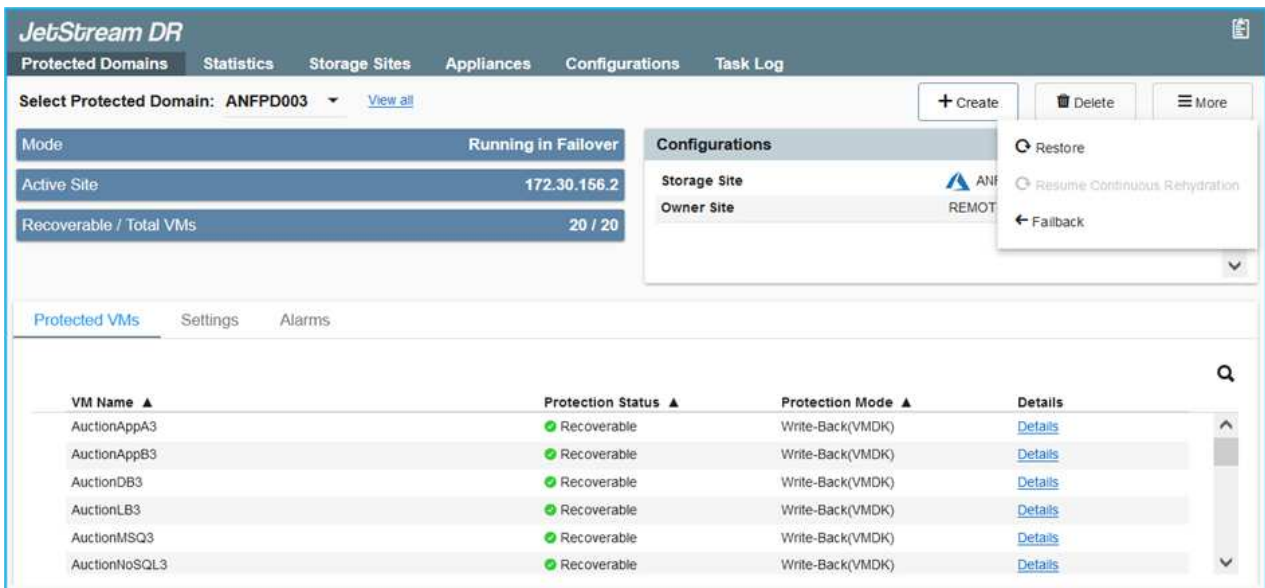 JetStream DR
Protected Domains Statistics Storage Sites Appliances Configurations Task Log
Select Protected Domain: ANFPD003 View all + Create Delete More
Mode Running in Failover
Active Site 172.30.156.2
Recoverable / Total VMs 20 / 20
Configurations
Storage Site
Owner Site
Restore
Resume Continuous Rehydration
Failback
Protected VMs Settings Alarms
VM Name ▲ Protection Status ▲ Protection Mode ▲ Details
AuctionAppA3 Recoverable Write-Back(VMDK) Details
AuctionAppB3 Recoverable Write-Back(VMDK) Details
AuctionDB3 Recoverable Write-Back(VMDK) Details
AuctionLB3 Recoverable Write-Back(VMDK) Details
AuctionMSQ3 Recoverable Write-Back(VMDK) Details
AuctionNoSQL3 Recoverable Write-Back(VMDK) Details